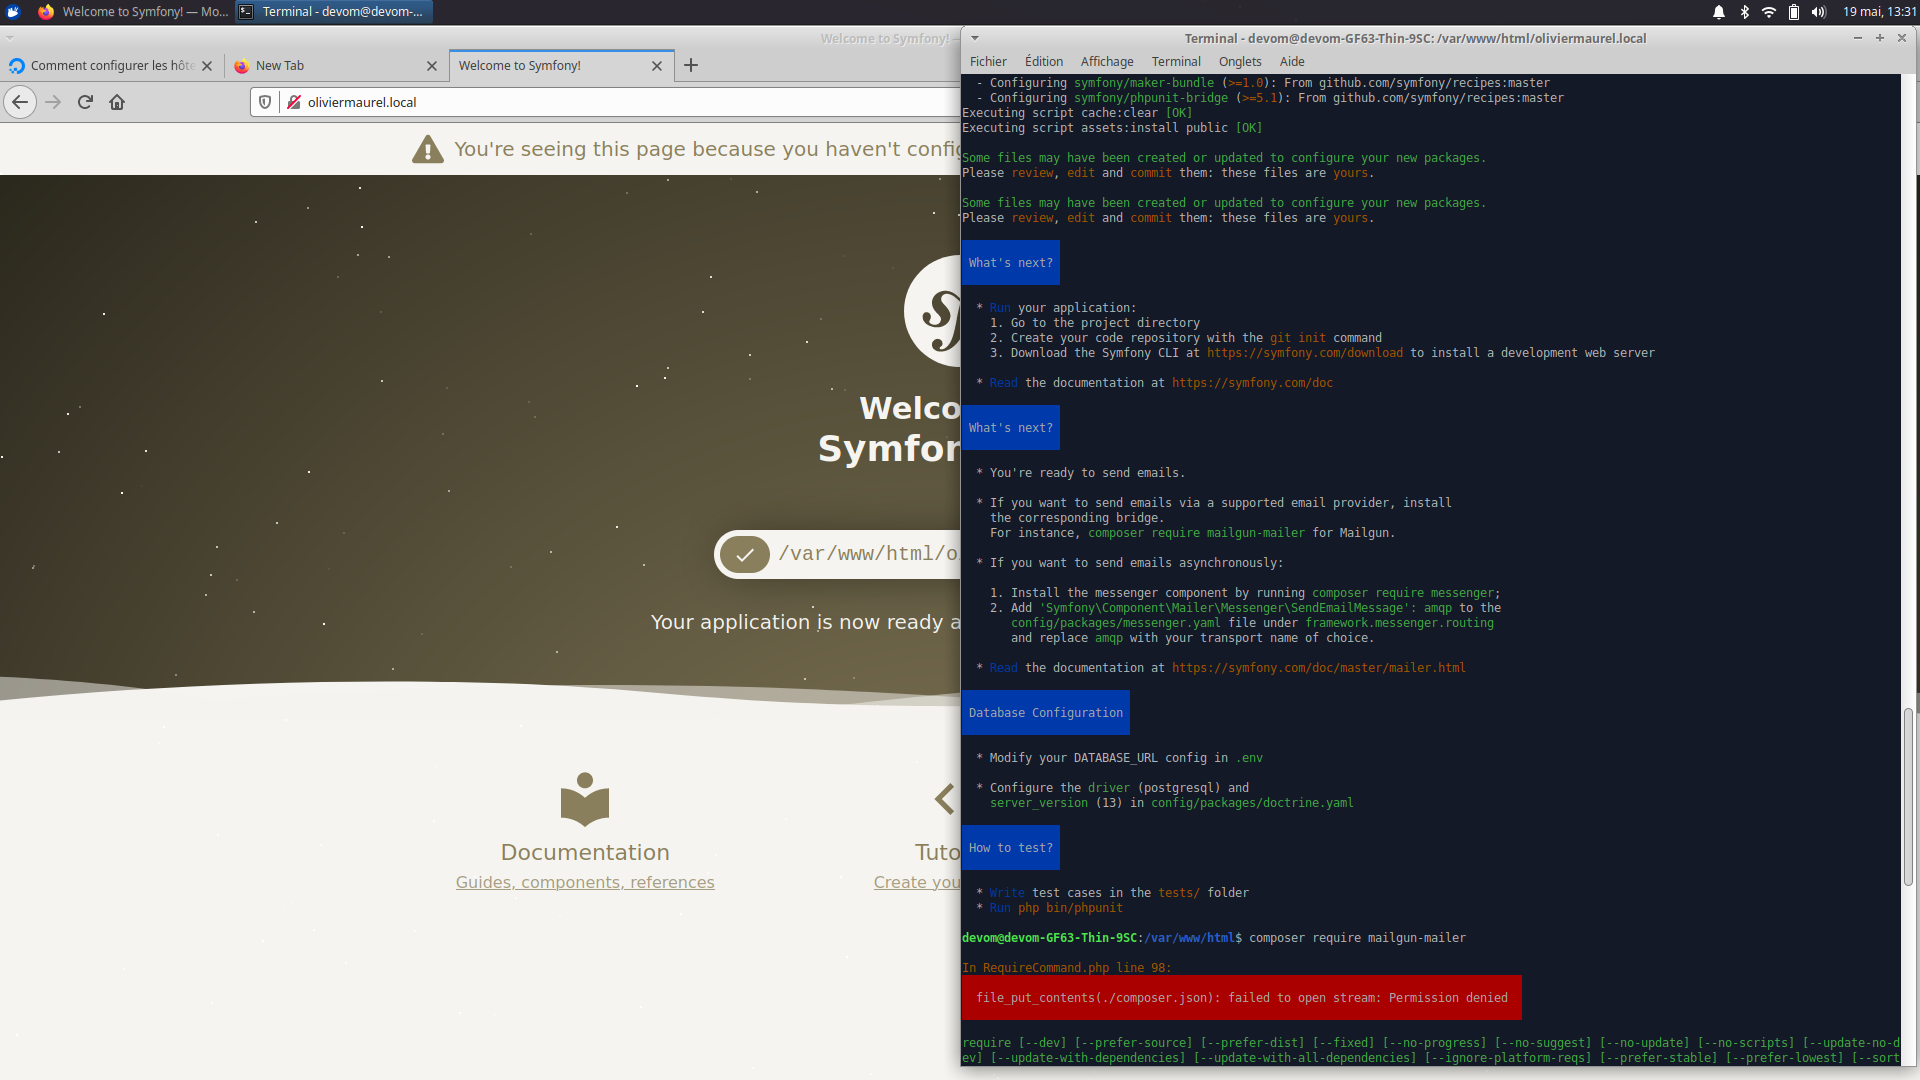 Welcome to Symfony! — Mo...
Terminal - devom@devom-...
19 mai, 13:31
Welcome to Symfony! —
Comment configurer les hôte
New Tab
Welcome to Symfony!
oliviermaurel.local
You're seeing this page because you haven't config
Welco
Symfon
/var/www/html/o
Your application is now ready a
Documentation
Guides, components, references
Tuto
Create you
Terminal - devom@devom-GF63-Thin-9SC: /var/www/html/oliviermaurel.local
Fichier Édition Affichage Terminal Onglets Aide
- Configuring symfony/maker-bundle (>=1.0): From github.com/symfony/recipes:master
- Configuring symfony/phpunit-bridge (>=5.1): From github.com/symfony/recipes:master
Executing script cache:clear [OK]
Executing script assets:install public [OK]
Some files may have been created or updated to configure your new packages.
Please review, edit and commit them: these files are yours.
Some files may have been created or updated to configure your new packages.
Please review, edit and commit them: these files are yours.
What's next?
* Run your application:
1. Go to the project directory
2. Create your code repository with the git init command
3. Download the Symfony CLI at https://symfony.com/download to install a development web server
* Read the documentation at https://symfony.com/doc
What's next?
* You're ready to send emails.
* If you want to send emails via a supported email provider, install
the corresponding bridge.
For instance, composer require mailgun-mailer for Mailgun.
* If you want to send emails asynchronously:
1. Install the messenger component by running composer require messenger;
2. Add 'Symfony\Component\Mailer\Messenger\SendEmailMessage': amqp to the
config/packages/messenger.yaml file under framework.messenger.routing
and replace amqp with your transport name of choice.
* Read the documentation at https://symfony.com/doc/master/mailer.html
Database Configuration
* Modify your DATABASE_URL config in .env
* Configure the driver (postgresql) and
server_version (13) in config/packages/doctrine.yaml
How to test?
* Write test cases in the tests/ folder
* Run php bin/phpunit
devom@devom-GF63-Thin-9SC:/var/www/html$ composer require mailgun-mailer
In RequireCommand.php line 98:
file_put_contents(./composer.json): failed to open stream: Permission denied
require [--dev] [--prefer-source] [--prefer-dist] [--fixed] [--no-progress] [--no-suggest] [--no-update] [--no-scripts] [--update-no-d
ev] [--update-with-dependencies] [--update-with-all-dependencies] [--ignore-platform-reqs] [--prefer-stable] [--prefer-lowest] [--sort